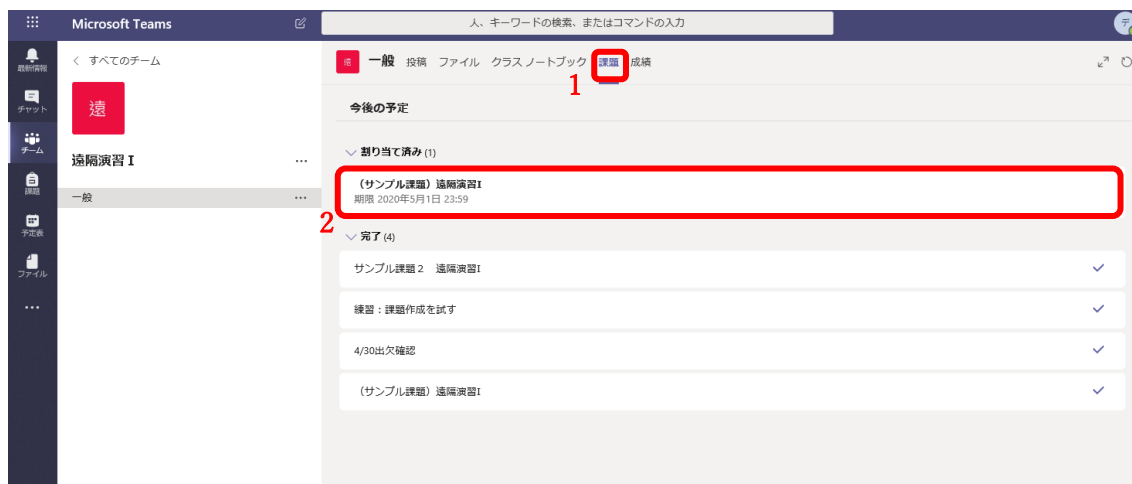 Microsoft Teams
人、キーワードの検索、またはコマンドの入力
デ
最新情報
チャット
チーム
課題
予定表
ファイル
すべてのチーム
遠
遠隔演習 I
一般
遠 一般 投稿 ファイル クラス ノートブック 課題 成績
1
今後の予定
割り当て済み (1)
(サンプル課題)遠隔演習I
期限 2020年5月1日 23:59
2
完了 (4)
サンプル課題2 遠隔演習I
練習:課題作成を試す
4/30出欠確認
(サンプル課題)遠隔演習I